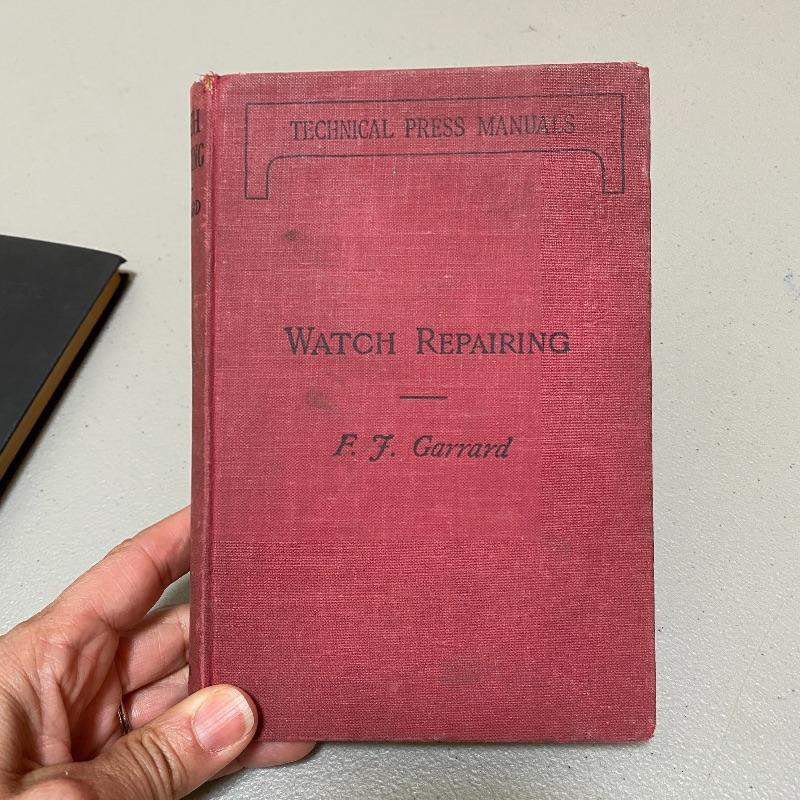 TECHNICAL PRESS MANUALS
WATCH REPAIRING
F. J. Garrard